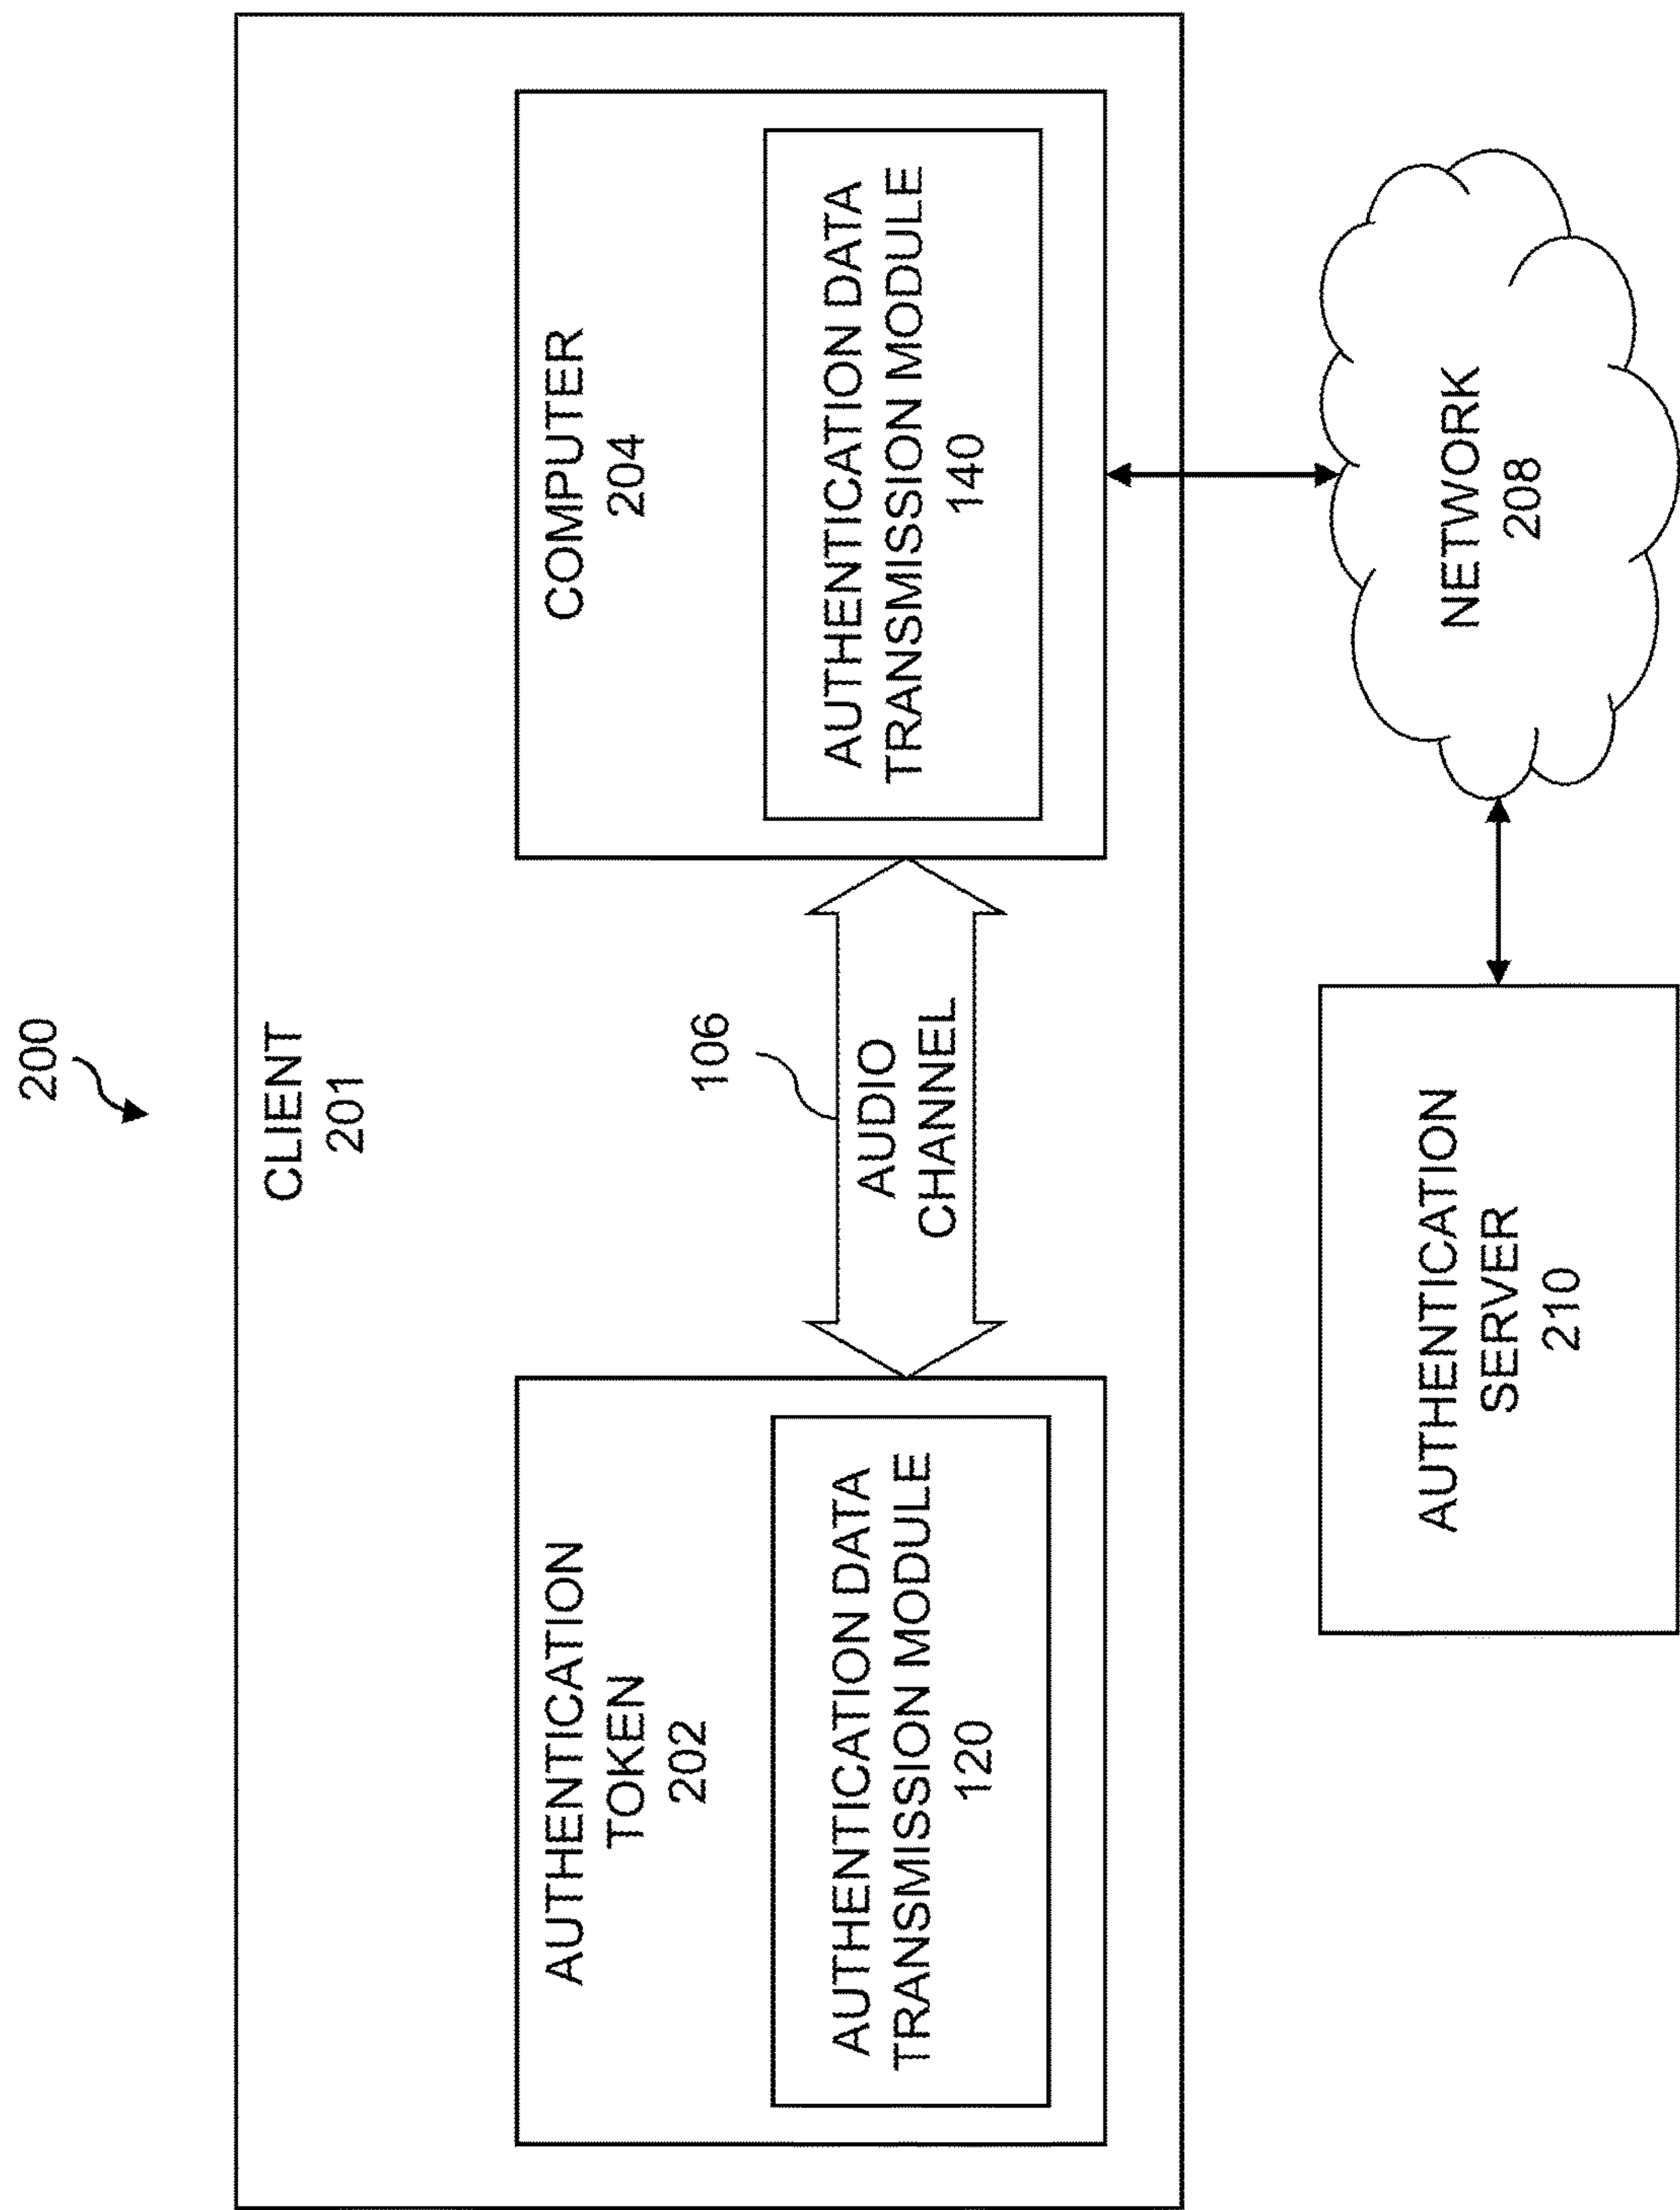 200
CLIENT
201
AUTHENTICATION
TOKEN
202
AUTHENTICATION DATA
TRANSMISSION MODULE
120
106
AUDIO
CHANNEL
COMPUTER
204
AUTHENTICATION DATA
TRANSMISSION MODULE
140
AUTHENTICATION
SERVER
210
NETWORK
208